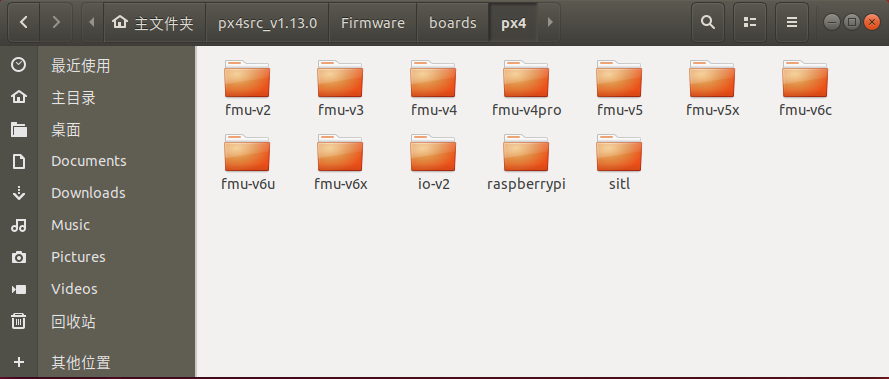 主文件夹 px4src_v1.13.0 Firmware boards px4
最近使用
主目录
桌面
Documents
Downloads
Music
Pictures
Videos
回收站
其他位置
fmu-v2 fmu-v3 fmu-v4 fmu-v4pro fmu-v5 fmu-v5x fmu-v6c
fmu-v6u fmu-v6x io-v2 raspberrypi sitl